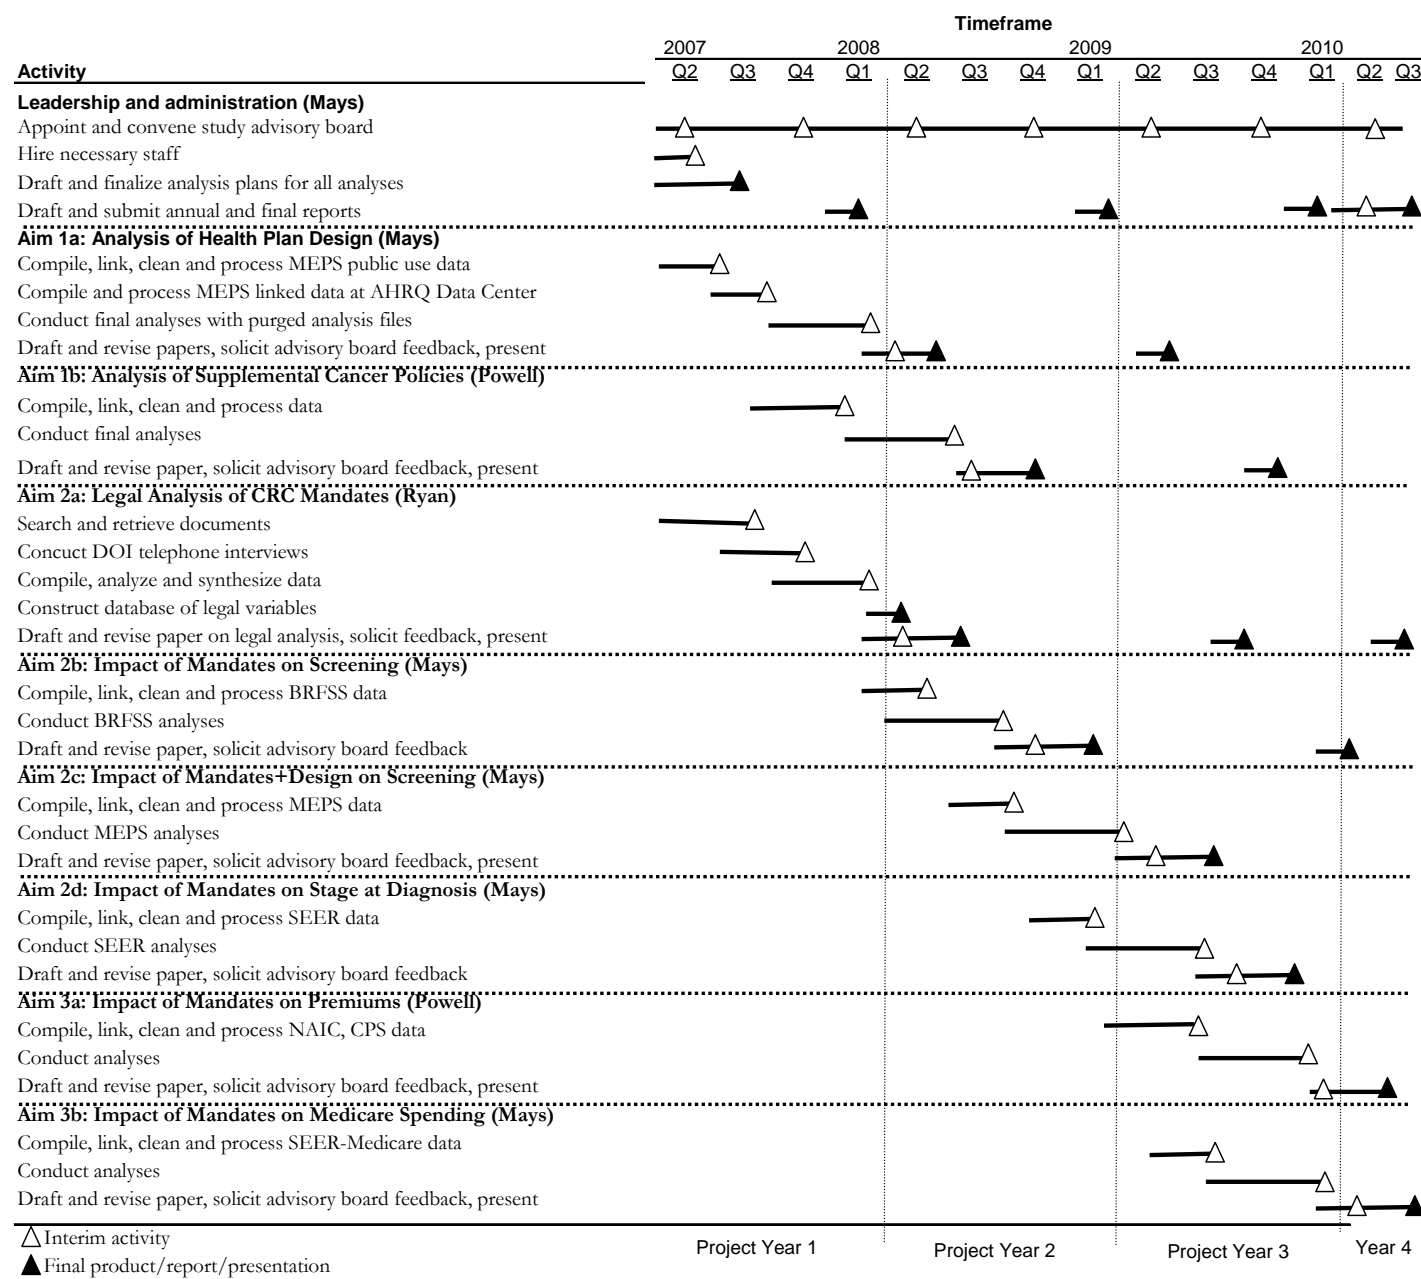 Timeframe
2007 2008 2009 2010
Activity Q2 Q3 Q4 Q1 Q2 Q3 Q4 Q1 Q2 Q3 Q4 Q1 Q2 Q3
Leadership and administration (Mays)
Appoint and convene study advisory board
Hire necessary staff
Draft and finalize analysis plans for all analyses
Draft and submit annual and final reports
Aim 1a: Analysis of Health Plan Design (Mays)
Compile, link, clean and process MEPS public use data
Compile and process MEPS linked data at AHRQ Data Center
Conduct final analyses with purged analysis files
Draft and revise papers, solicit advisory board feedback, present
Aim 1b: Analysis of Supplemental Cancer Policies (Powell)
Compile, link, clean and process data
Conduct final analyses
Draft and revise paper, solicit advisory board feedback, present
Aim 2a: Legal Analysis of CRC Mandates (Ryan)
Search and retrieve documents
Concuct DOI telephone interviews
Compile, analyze and synthesize data
Construct database of legal variables
Draft and revise paper on legal analysis, solicit feedback, present
Aim 2b: Impact of Mandates on Screening (Mays)
Compile, link, clean and process BRFSS data
Conduct BRFSS analyses
Draft and revise paper, solicit advisory board feedback
Aim 2c: Impact of Mandates+Design on Screening (Mays)
Compile, link, clean and process MEPS data
Conduct MEPS analyses
Draft and revise paper, solicit advisory board feedback, present
Aim 2d: Impact of Mandates on Stage at Diagnosis (Mays)
Compile, link, clean and process SEER data
Conduct SEER analyses
Draft and revise paper, solicit advisory board feedback
Aim 3a: Impact of Mandates on Premiums (Powell)
Compile, link, clean and process NAIC, CPS data
Conduct analyses
Draft and revise paper, solicit advisory board feedback, present
Aim 3b: Impact of Mandates on Medicare Spending (Mays)
Compile, link, clean and process SEER-Medicare data
Conduct analyses
Draft and revise paper, solicit advisory board feedback, present
Interim activity
Project Year 1 Project Year 2 Project Year 3 Year 4
Final product/report/presentation